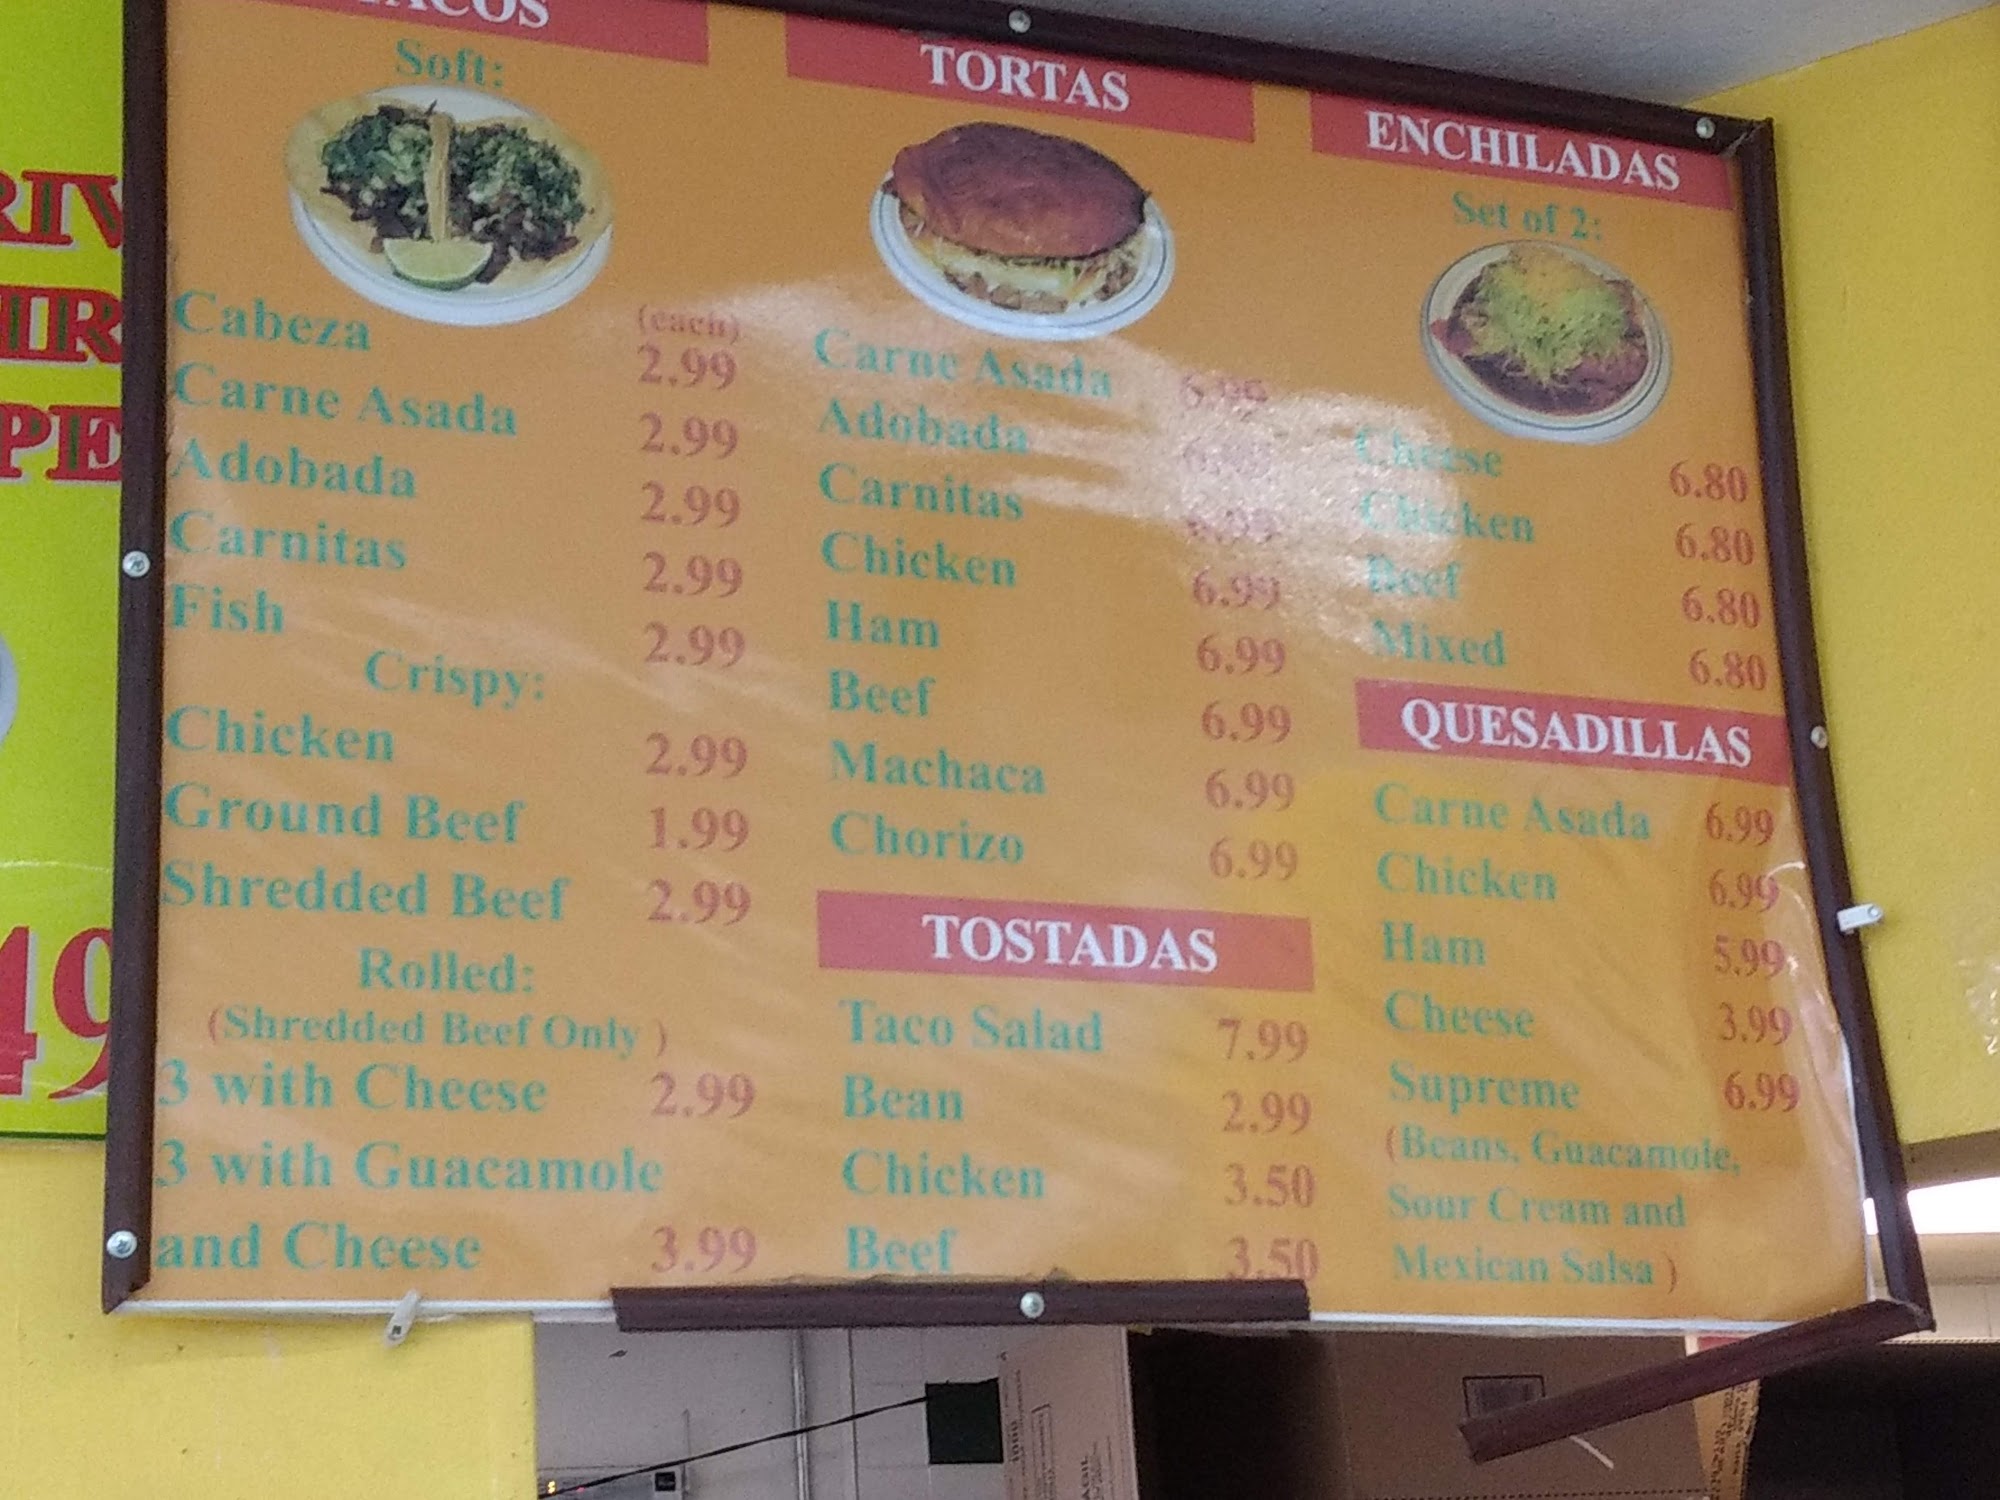 TACOS
Soft:
Cabeza (each) 2.99
Carne Asada 2.99
Adobada 2.99
Carnitas 2.99
Fish 2.99
Crispy:
Chicken 2.99
Ground Beef 1.99
Shredded Beef 2.99
Rolled:
(Shredded Beef Only )
3 with Cheese 2.99
3 with Guacamole
and Cheese 3.99
TORTAS
Carne Asada
Adobada
Carnitas
Chicken 6.99
Ham 6.99
Beef 6.99
Machaca 6.99
Chorizo 6.99
TOSTADAS
Taco Salad 7.99
Bean 2.99
Chicken 3.50
Beef 3.50
ENCHILADAS
Set of 2:
Cheese 6.80
Chicken 6.80
Beef 6.80
Mixed 6.80
QUESADILLAS
Carne Asada 6.99
Chicken 6.99
Ham 5.99
Cheese 3.99
Supreme 6.99
(Beans, Guacamole,
Sour Cream and
Mexican Salsa )
RIV
IR
PE
49